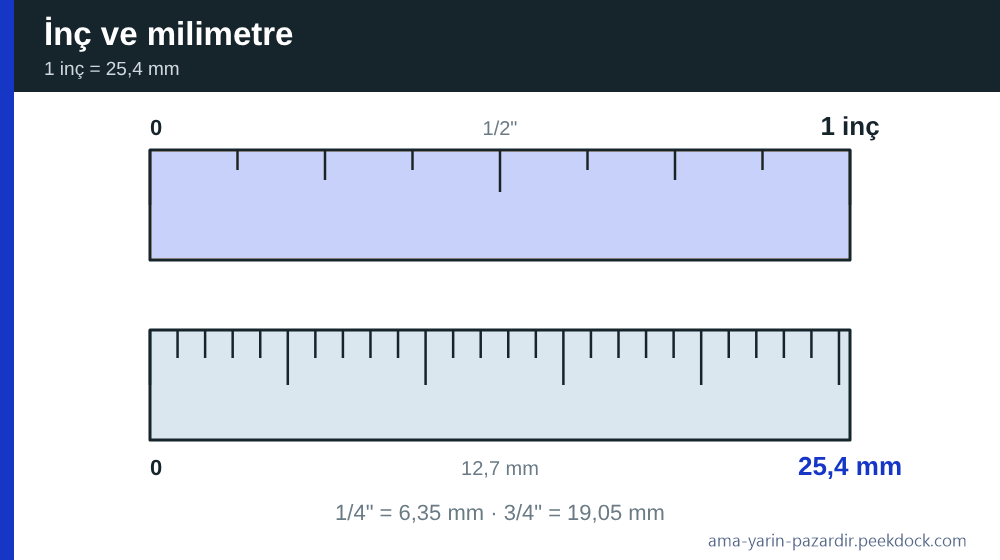 İnç ve milimetre
1 inç = 25,4 mm
0 1/2" 1 inç
0 12,7 mm 25,4 mm
1/4" = 6,35 mm · 3/4" = 19,05 mm
ama-yarin-pazardir.peekdock.com